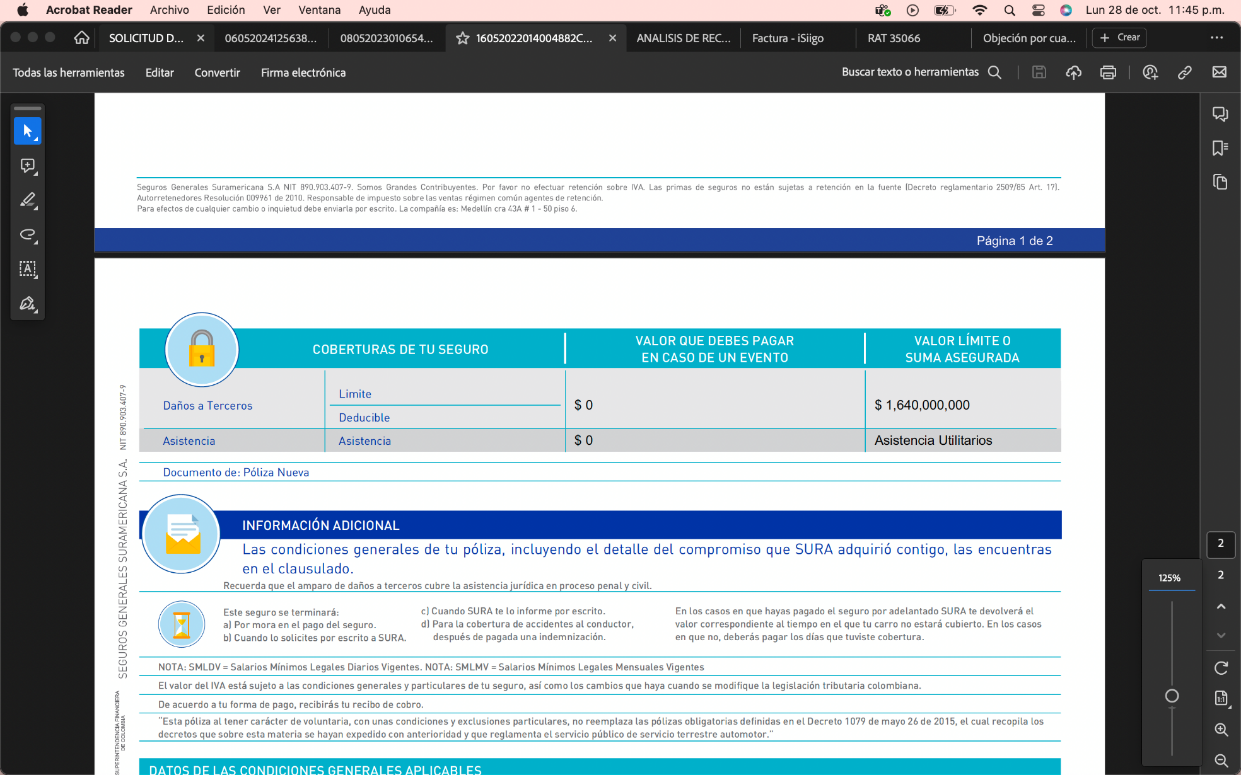 Acrobat Reader Archivo Edición Ver Ventana Ayuda Lun 28 de oct. 11:45 p.m.
SOLICITUD D... 06052024125638... 08052023010654... 16052022014004882C... ANALISIS DE REC... Factura - iSiigo RAT 35066 Objeción por cua... Crear
Todas las herramientas Editar Convertir Firma electrónica Buscar texto o herramientas
Seguros Generales Suramericana S.A NIT 890.903.407-9. Somos Grandes Contribuyentes. Por favor no efectuar retención sobre IVA. Las primas de seguros no están sujetas a retención en la fuente (Decreto reglamentario 2509/85 Art. 17).
Autorretenedores Resolución 009961 de 2010. Responsable de impuesto sobre las ventas régimen común agentes de retención.
Para efectos de cualquier cambio o inquietud debe enviarla por escrito. La compañía es: Medellín cra 43A # 1 - 50 piso 6.
Página 1 de 2
COBERTURAS DE TU SEGURO
VALOR QUE DEBES PAGAR
EN CASO DE UN EVENTO
VALOR LÍMITE O
SUMA ASEGURADA
Daños a Terceros
Limite
Deducible
$ 0
$ 1,640,000,000
Asistencia Asistencia $ 0 Asistencia Utilitarios
Documento de: Póliza Nueva
INFORMACIÓN ADICIONAL
Las condiciones generales de tu póliza, incluyendo el detalle del compromiso que SURA adquirió contigo, las encuentras
en el clausulado.
Recuerda que el amparo de daños a terceros cubre la asistencia jurídica en proceso penal y civil.
Este seguro se terminará:
a) Por mora en el pago del seguro.
b) Cuando lo solicites por escrito a SURA.
c) Cuando SURA te lo informe por escrito.
d) Para la cobertura de accidentes al conductor,
después de pagada una indemnización.
En los casos en que hayas pagado el seguro por adelantado SURA te devolverá el
valor correspondiente al tiempo en el que tu carro no estará cubierto. En los casos
en que no, deberás pagar los días que tuviste cobertura.
NOTA: SMLDV = Salarios Mínimos Legales Diarios Vigentes. NOTA: SMLMV = Salarios Mínimos Legales Mensuales Vigentes
El valor del IVA está sujeto a las condiciones generales y particulares de tu seguro, así como los cambios que haya cuando se modifique la legislación tributaria colombiana.
De acuerdo a tu forma de pago, recibirás tu recibo de cobro.
"Esta póliza al tener carácter de voluntaria, con unas condiciones y exclusiones particulares, no reemplaza las pólizas obligatorias definidas en el Decreto 1079 de mayo 26 de 2015, el cual recopila los
decretos que sobre esta materia se hayan expedido con anterioridad y que reglamenta el servicio público de servicio terrestre automotor."
DATOS DE LAS CONDICIONES GENERALES APLICABLES
SEGUROS GENERALES SURAMERICANA S.A. NIT 890.903.407-9
SUPERINTENDENCIA FINANCIERA
DE COLOMBIA
2
2
125%